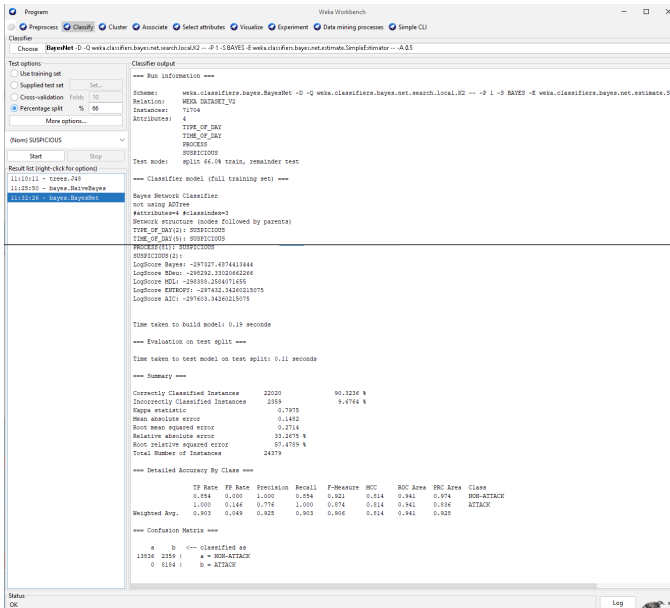 Program
Weka Workbench
Preprocess Classify Cluster Associate Select attributes Visualize Experiment Data mining processes Simple CLI
Classifier
Choose BayesNet -D -Q weka.classifiers.bayes.net.search.local.K2 -- -P 1 -S BAYES -E weka.classifiers.bayes.net.estimate.SimpleEstimator -- -A 0.5
Test options
Use training set
Supplied test set Set...
Cross-validation Folds 10
Percentage split % 66
More options...
(Nom) SUSPICIOUS
Start Stop
Result list (right-click for options)
11:10:11 - trees.J48
11:25:50 - bayes.NaiveBayes
11:32:26 - bayes.BayesNet
Classifier output
=== Run information ===
Scheme: weka.classifiers.bayes.BayesNet -D -Q weka.classifiers.bayes.net.search.local.K2 -- -P 1 -S BAYES -E weka.classifiers.bayes.net.estimate.S
Relation: WEKA DATASET_V2
Instances: 71704
Attributes: 4
TYPE_OF_DAY
TIME_OF_DAY
PROCESS
SUSPICIOUS
Test mode: split 66.0% train, remainder test
=== Classifier model (full training set) ===
Bayes Network Classifier
not using ADTree
#attributes=4 #classindex=3
Network structure (nodes followed by parents)
TYPE_OF_DAY(2): SUSPICIOUS
TIME_OF_DAY(5): SUSPICIOUS
PROCESS(81): SUSPICIOUS
SUSPICIOUS(2):
LogScore Bayes: -297327.6874413444
LogScore BDeu: -298292.33020662266
LogScore MDL: -298388.2584071655
LogScore ENTROPY: -297432.34260215075
LogScore AIC: -297603.34260215075
Time taken to build model: 0.19 seconds
=== Evaluation on test split ===
Time taken to test model on test split: 0.11 seconds
=== Summary ===
Correctly Classified Instances 22020 90.3236 %
Incorrectly Classified Instances 2359 9.6764 %
Kappa statistic 0.7975
Mean absolute error 0.1482
Root mean squared error 0.2714
Relative absolute error 33.2675 %
Root relative squared error 57.4789 %
Total Number of Instances 24379
=== Detailed Accuracy By Class ===
TP Rate FP Rate Precision Recall F-Measure MCC ROC Area PRC Area Class
0.854 0.000 1.000 0.854 0.921 0.814 0.941 0.974 NON-ATTACK
1.000 0.146 0.776 1.000 0.874 0.814 0.941 0.836 ATTACK
Weighted Avg. 0.903 0.049 0.925 0.903 0.906 0.814 0.941 0.928
=== Confusion Matrix ===
a b <-- classified as
13836 2359 | a = NON-ATTACK
0 8184 | b = ATTACK
Status
OK
Log